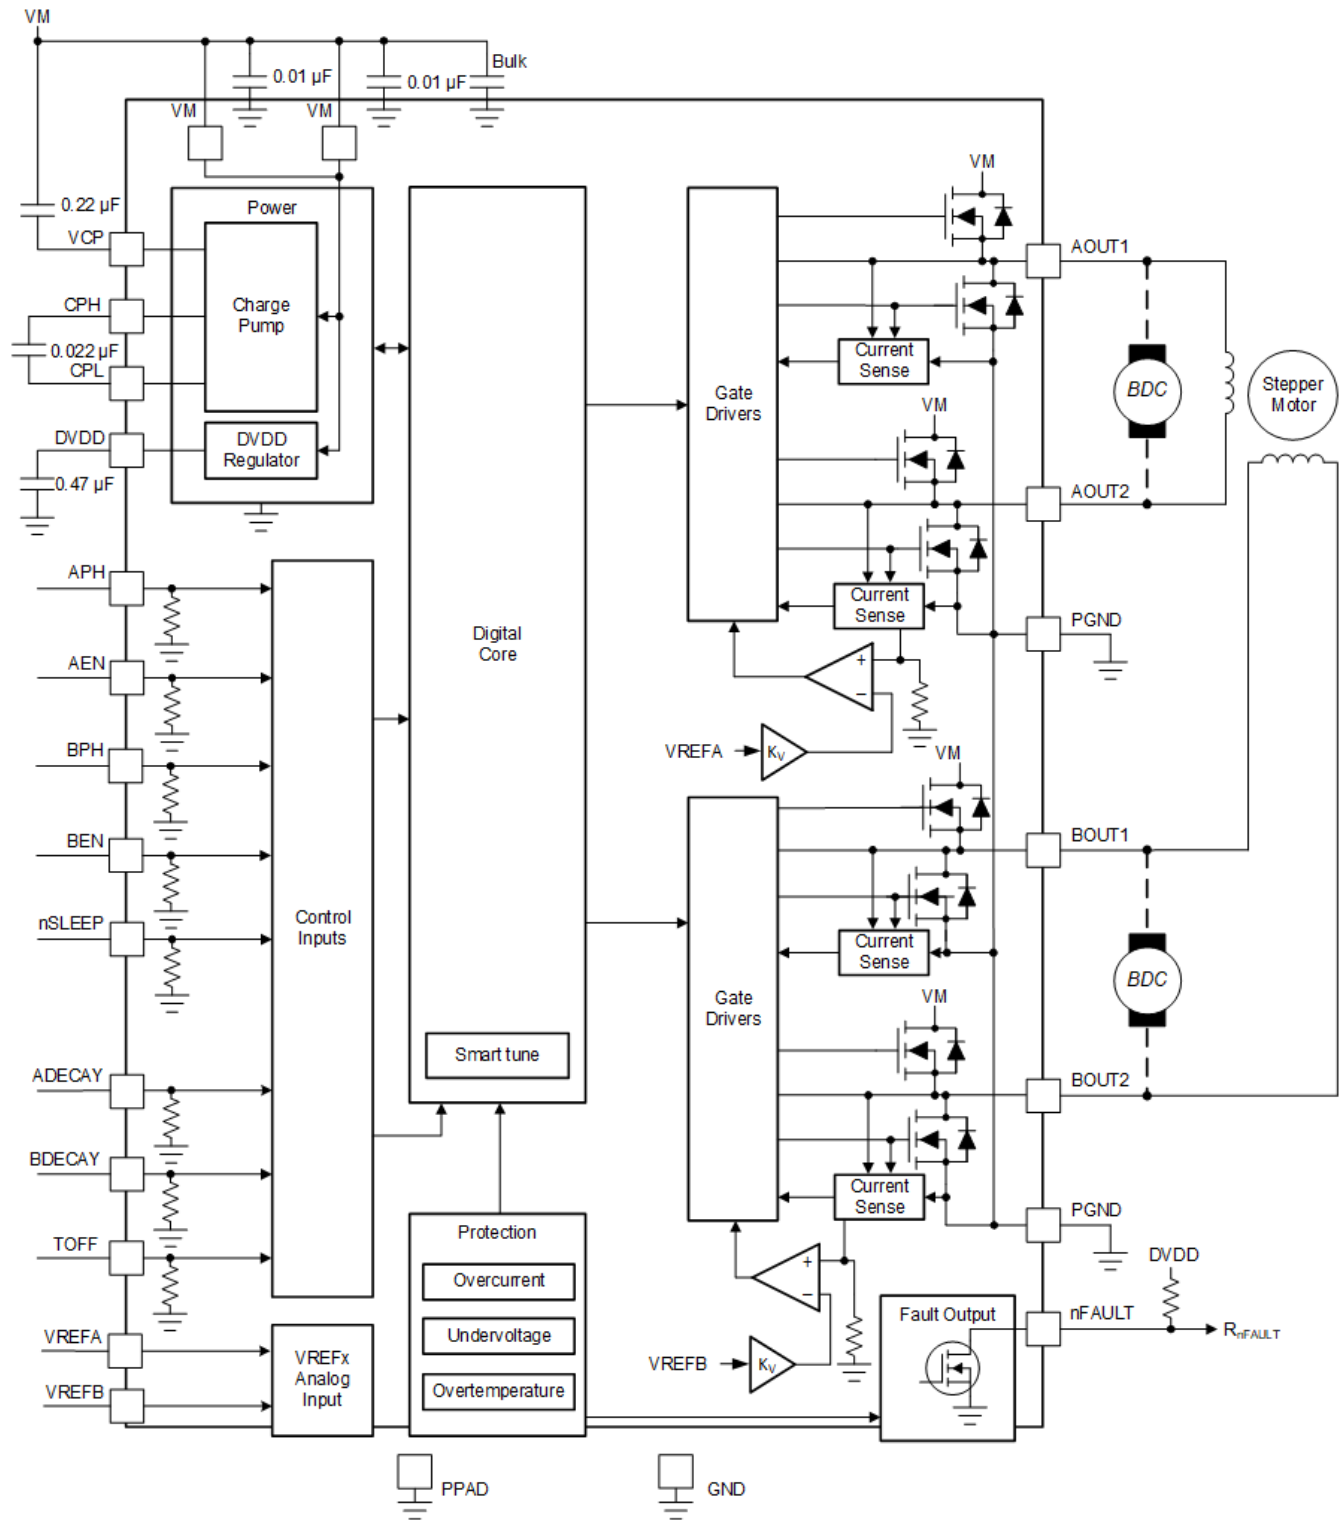 VM
Bulk
0.01 µF
0.01 µF
VM
VM
VM
0.22 µF
Power
VCP
AOUT1
CPH
Charge
Pump
0.022 µF
Current
Sense
CPL
Gate
Drivers
BDC
Stepper
Motor
VM
DVDD
DVDD
Regulator
0.47 µF
AOUT2
APH
Current
Sense
PGND
Digital
Core
AEN
+
−
BPH
VREFA
KV
VM
BEN
BOUT1
nSLEEP
Control
Inputs
Current
Sense
BDC
Gate
Drivers
VM
Smart tune
ADECAY
BOUT2
BDECAY
Current
Sense
PGND
Protection
TOFF
DVDD
+
−
Overcurrent
Fault Output
nFAULT
VREFA
Undervoltage
RnFAULT
VREFx
Analog
Input
VREFB
KV
VREFB
Overtemperature
PPAD
GND